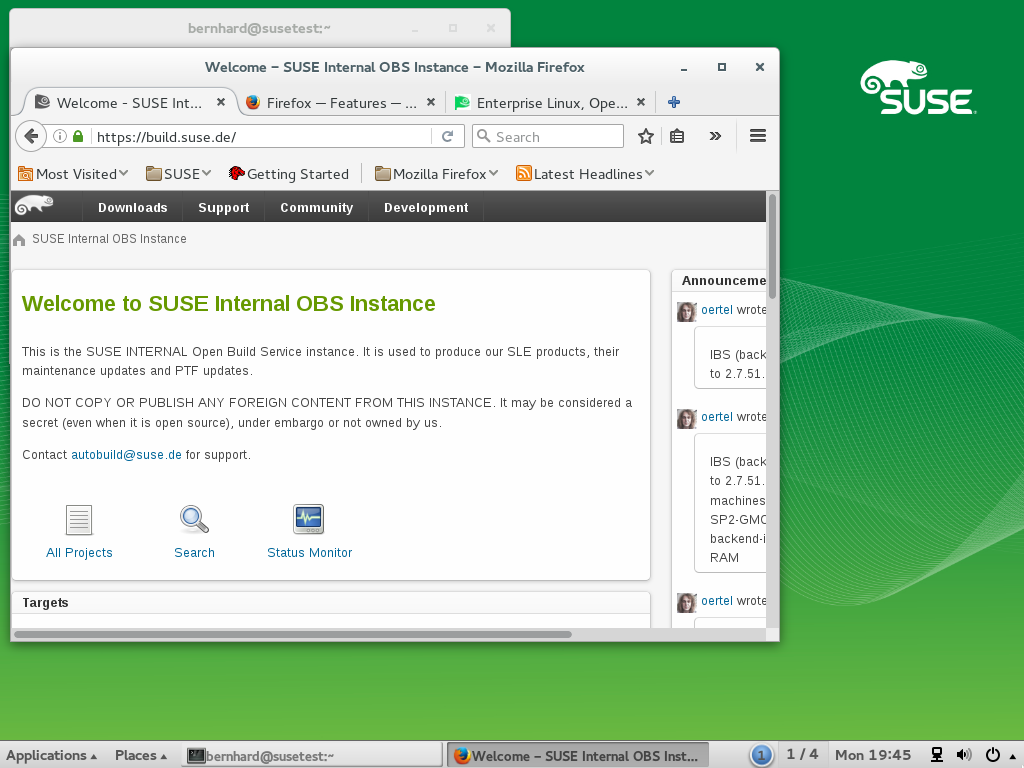 bernhard@susetest:~
Welcome – SUSE Internal OBS Instance – Mozilla Firefox
Welcome - SUSE Int...
Firefox — Features — ...
Enterprise Linux, Ope...
https://build.suse.de/
Search
Most Visited
SUSE
Getting Started
Mozilla Firefox
Latest Headlines
Downloads
Support
Community
Development
SUSE Internal OBS Instance
Welcome to SUSE Internal OBS Instance
This is the SUSE INTERNAL Open Build Service instance. It is used to produce our SLE products, their
maintenance updates and PTF updates.
DO NOT COPY OR PUBLISH ANY FOREIGN CONTENT FROM THIS INSTANCE. It may be considered a
secret (even when it is open source), under embargo or not owned by us.
Contact autobuild@suse.de for support.
All Projects
Search
Status Monitor
Targets
Announceme
oertel wrote
IBS (back
to 2.7.51.
oertel wrote
IBS (back
to 2.7.51.
machines
SP2-GMC
backend-i
RAM
oertel wrote
SUSE
Applications
Places
bernhard@susetest:~
Welcome – SUSE Internal OBS Inst...
1
1 / 4
Mon 19:45